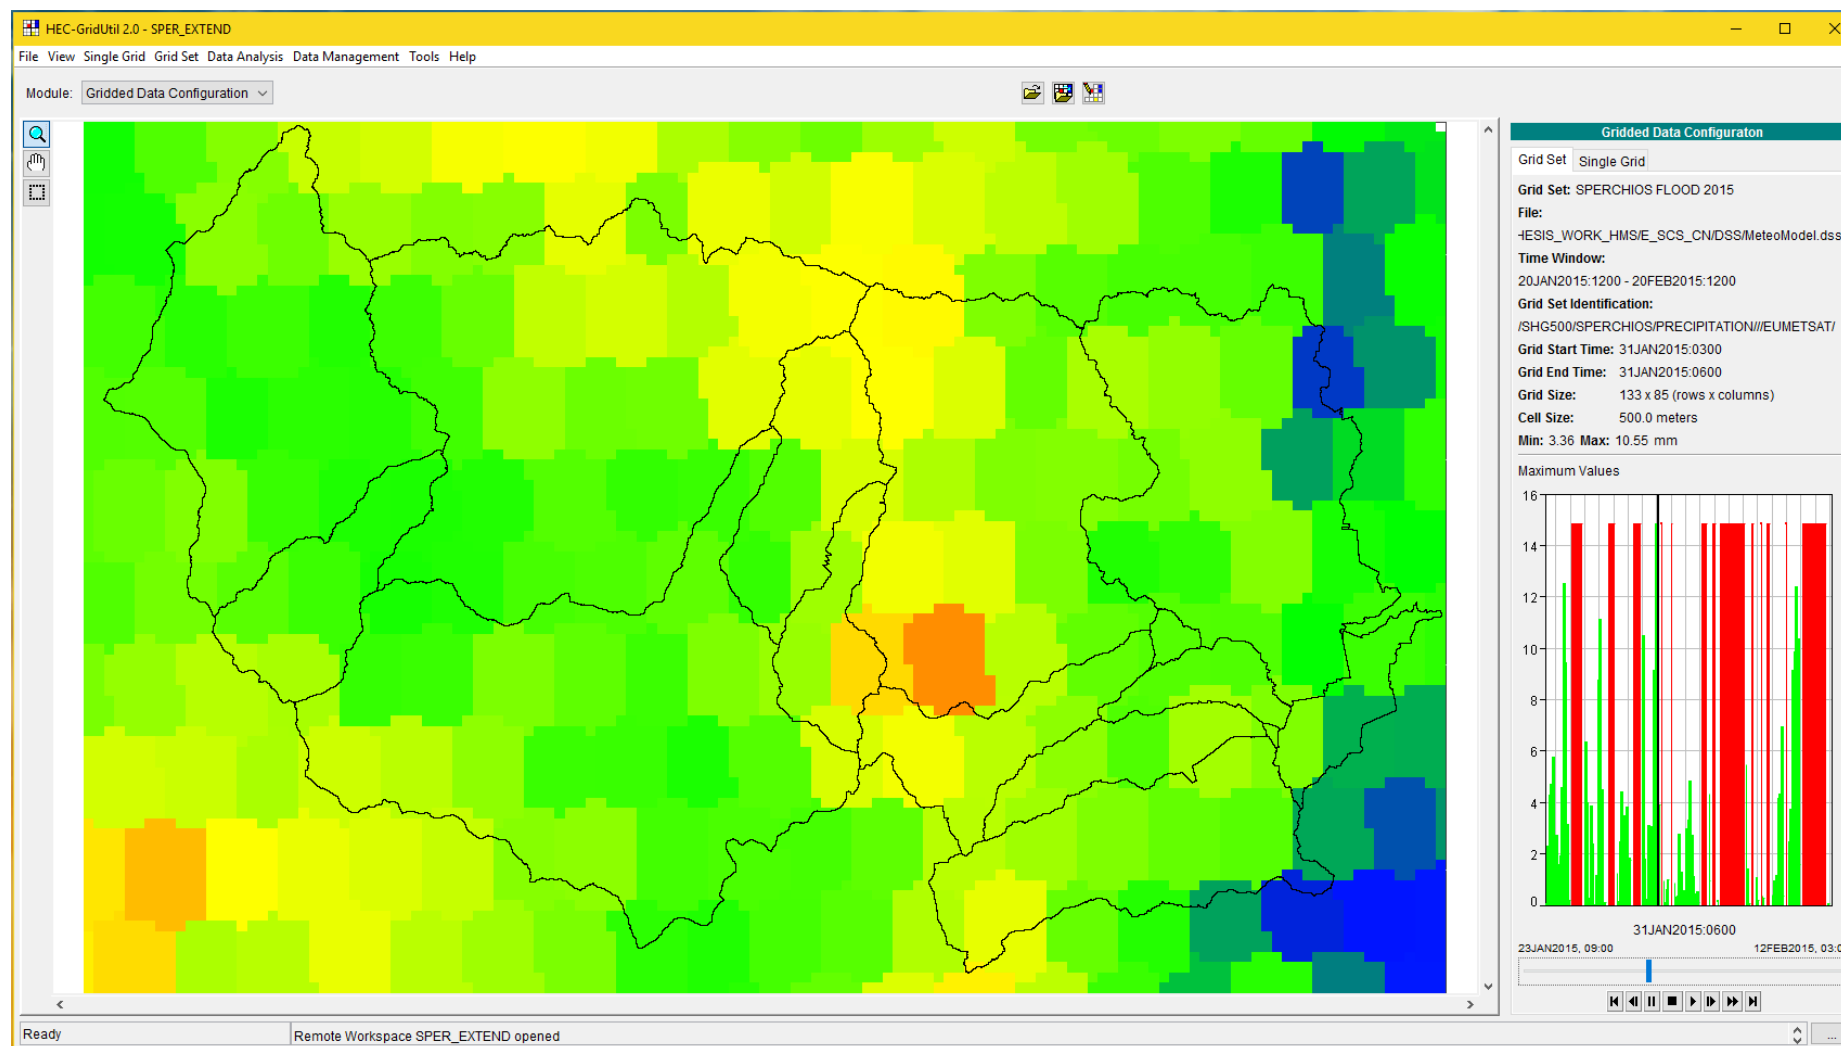 HEC-GridUtil 2.0 - SPER_EXTEND
File View Single Grid Grid Set Data Analysis Data Management Tools Help
Module: Gridded Data Configuration
Gridded Data Configuraton
Grid Set Single Grid
Grid Set: SPERCHIOS FLOOD 2015
File:
HESIS_WORK_HMS/E_SCS_CN/DSS/MeteoModel.dss
Time Window:
20JAN2015:1200 - 20FEB2015:1200
Grid Set Identification:
/SHG500/SPERCHIOS/PRECIPITATION///EUMETSAT/
Grid Start Time: 31JAN2015:0300
Grid End Time: 31JAN2015:0600
Grid Size: 133 x 85 (rows x columns)
Cell Size: 500.0 meters
Min: 3.36 Max: 10.55 mm
Maximum Values
16
14
12
10
8
6
4
2
0
31JAN2015:0600
23JAN2015, 09:00 12FEB2015, 03:0
Ready Remote Workspace SPER_EXTEND opened ...